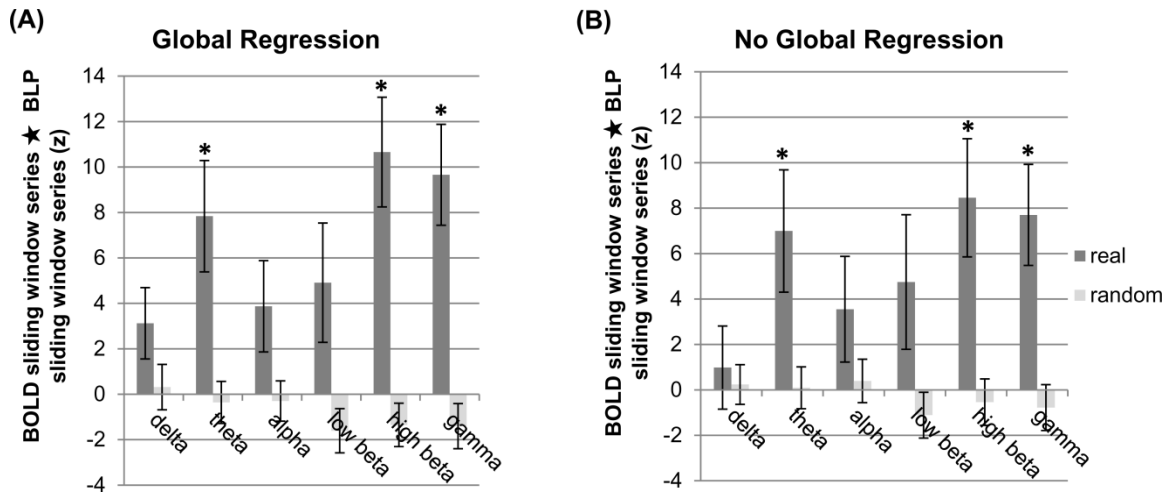 (A)
Global Regression
BOLD sliding window series ★ BLP
sliding window series (z)
14
12
10
8
6
4
2
0
-2
-4
*
*
*
delta
theta
alpha
low beta
high beta
gamma
(B)
No Global Regression
BOLD sliding window series ★ BLP
sliding window series (z)
14
12
10
8
6
4
2
0
-2
-4
*
*
*
delta
theta
alpha
low beta
high beta
gamma
real
random